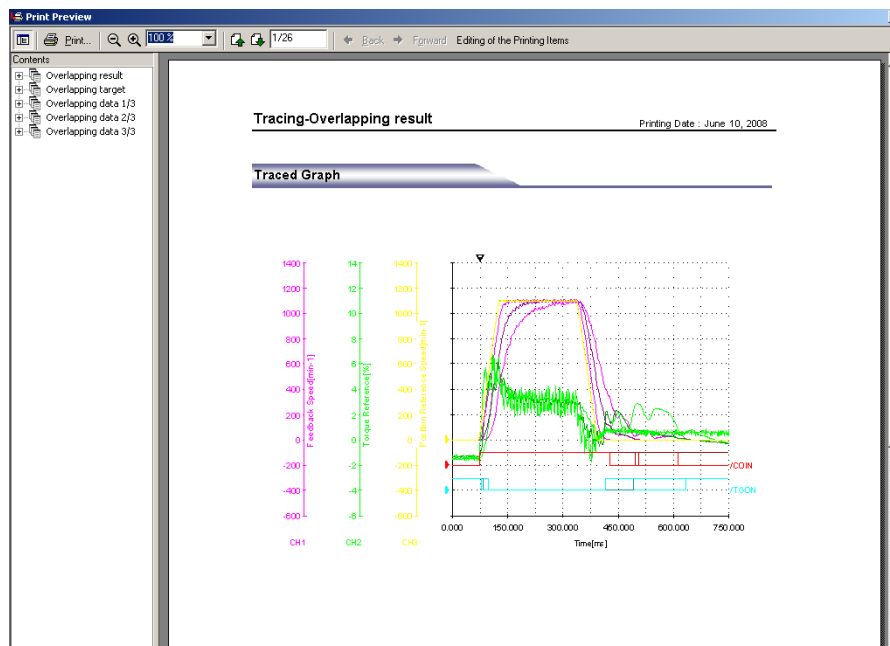 Print Preview
Print... 100 % 1/26 Back Forward Editing of the Printing Items
Contents
Overlapping result
Overlapping target
Overlapping data 1/3
Overlapping data 2/3
Overlapping data 3/3
Tracing-Overlapping result
Printing Date : June 10, 2008
Traced Graph
1400 14 1400
1200 12 1200
1000 10 1000
800 8 800
600 6 600
400 4 400
200 2 200
0 0 0
-200 -2 -200
-400 -4 -400
-600 -6 -600
Feedback Speed[min-1]
Torque Reference[%]
Position Reference Speed[min-1]
CH1 CH2 CH3
/COIN
/TGON
0.000 150.000 300.000 450.000 600.000 750.000
Time[ms]